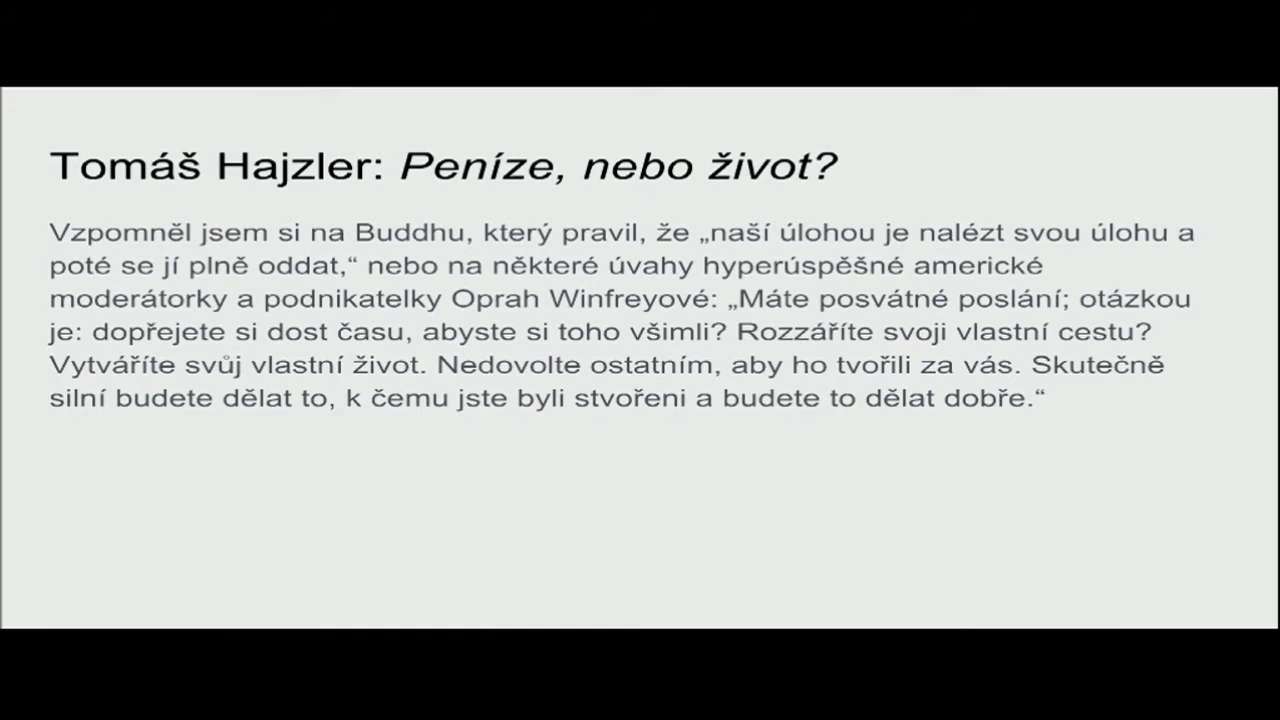 Tomáš Hajzler: Peníze, nebo život?
Vzpomněl jsem si na Buddhu, který pravil, že „naší úlohou je nalézt svou úlohu a
poté se jí plně oddat,“ nebo na některé úvahy hyperúspěšné americké
moderátorky a podnikatelky Oprah Winfreyové: „Máte posvátné poslání; otázkou
je: dopřejete si dost času, abyste si toho všimli? Rozzáříte svoji vlastní cestu?
Vytváříte svůj vlastní život. Nedovolte ostatním, aby ho tvořili za vás. Skutečně
silní budete dělat to, k čemu jste byli stvořeni a budete to dělat dobře.“